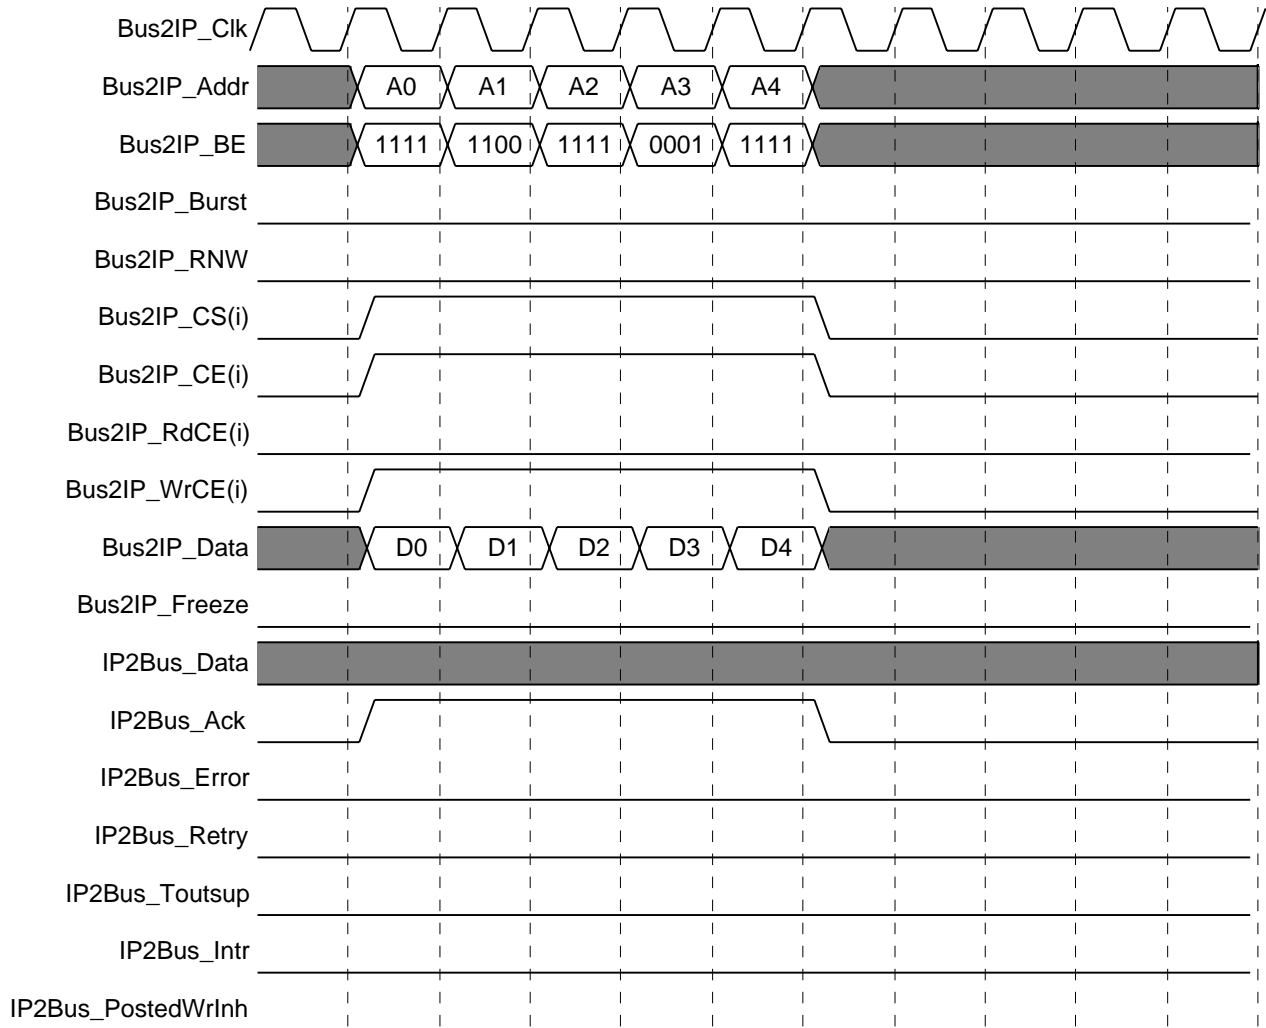 Bus2IP_Clk
Bus2IP_Addr A0 A1 A2 A3 A4
Bus2IP_BE 1111 1100 1111 0001 1111
Bus2IP_Burst
Bus2IP_RNW
Bus2IP_CS(i)
Bus2IP_CE(i)
Bus2IP_RdCE(i)
Bus2IP_WrCE(i)
Bus2IP_Data D0 D1 D2 D3 D4
Bus2IP_Freeze
IP2Bus_Data
IP2Bus_Ack
IP2Bus_Error
IP2Bus_Retry
IP2Bus_Toutsup
IP2Bus_Intr
IP2Bus_PostedWrInh